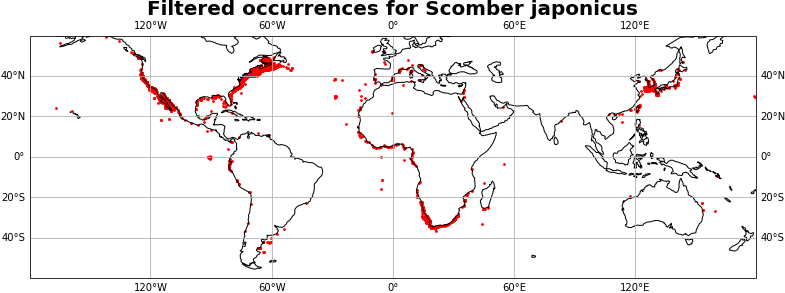 Filtered occurrences for Scomber japonicus
120°W 60°W 0° 60°E 120°E
40°N 40°N
20°N 20°N
0° 0°
20°S 20°S
40°S 40°S
120°W 60°W 0° 60°E 120°E